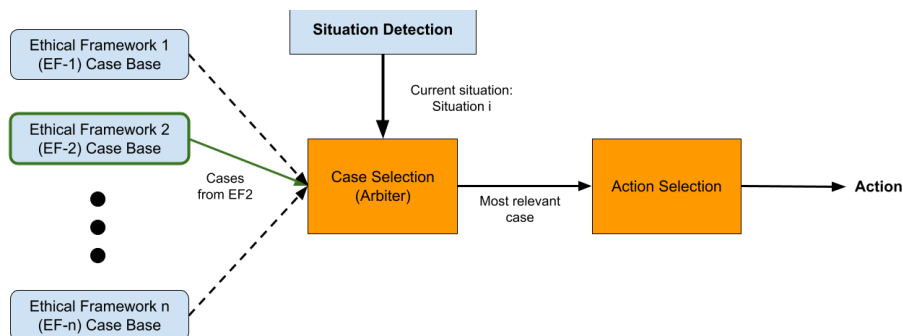 Situation Detection
Ethical Framework 1
(EF-1) Case Base
Current situation:
Situation i
Ethical Framework 2
(EF-2) Case Base
Cases
from EF2
Case Selection
(Arbiter)
Most relevant
case
Action Selection
Action
Ethical Framework n
(EF-n) Case Base